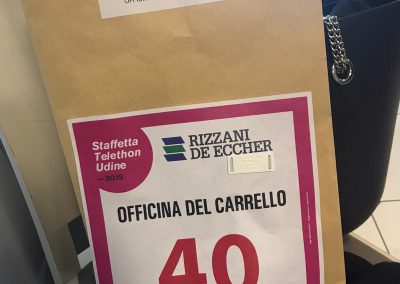 Staffetta
Telethon
Udine
– 2019
RIZZANI
DE ECCHER
OFFICINA DEL CARRELLO
40